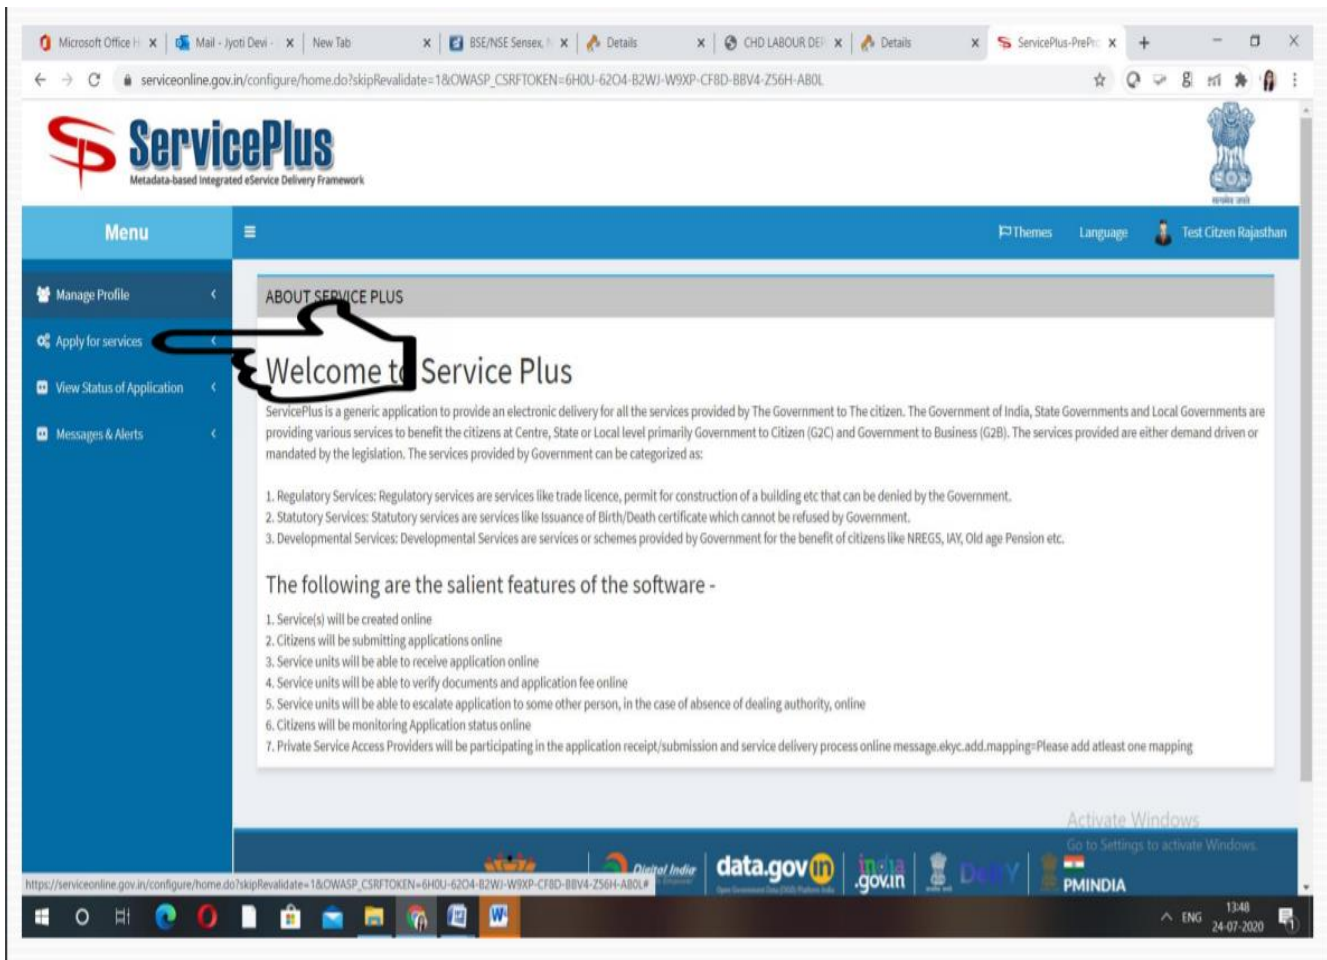 Microsoft Office H
Mail - Jyoti Devi -
New Tab
BSE/NSE Sensex, N
Details
CHD LABOUR DEP
Details
ServicePlus-PrePr
serviceonline.gov.in/configure/home.do?skipRevalidate=1&OWASP_CSRFTOKEN=6H0U-62O4-B2WJ-W9XP-CF8D-BBV4-Z56H-AB0L
ServicePlus
Metadata-based Integrated eService Delivery Framework
सत्यमेव जयते
Menu
Themes
Language
Test Citzen Rajasthan
Manage Profile
Apply for services
View Status of Application
Messages & Alerts
ABOUT SERVICE PLUS
Welcome to Service Plus
ServicePlus is a generic application to provide an electronic delivery for all the services provided by The Government to The citizen. The Government of India, State Governments and Local Governments are
providing various services to benefit the citizens at Centre, State or Local level primarily Government to Citizen (G2C) and Government to Business (G2B). The services provided are either demand driven or
mandated by the legislation. The services provided by Government can be categorized as:
1. Regulatory Services: Regulatory services are services like trade licence, permit for construction of a building etc that can be denied by the Government.
2. Statutory Services: Statutory services are services like Issuance of Birth/Death certificate which cannot be refused by Government.
3. Developmental Services: Developmental Services are services or schemes provided by Government for the benefit of citizens like NREGS, IAY, Old age Pension etc.
The following are the salient features of the software -
1. Service(s) will be created online
2. Citizens will be submitting applications online
3. Service units will be able to receive application online
4. Service units will be able to verify documents and application fee online
5. Service units will be able to escalate application to some other person, in the case of absence of dealing authority, online
6. Citizens will be monitoring Application status online
7. Private Service Access Providers will be participating in the application receipt/submission and service delivery process online message.ekyc.add.mapping=Please add atleast one mapping
Activate Windows
Go to Settings to activate Windows.
Digital India
data.gov in
Open Government Data (OGD) Platform India
india
.gov.in
DeitY
PMINDIA
https://serviceonline.gov.in/configure/home.do?skipRevalidate=1&OWASP_CSRFTOKEN=6H0U-62O4-B2WJ-W9XP-CF8D-BBV4-Z56H-AB0L#
ENG
13:48
24-07-2020